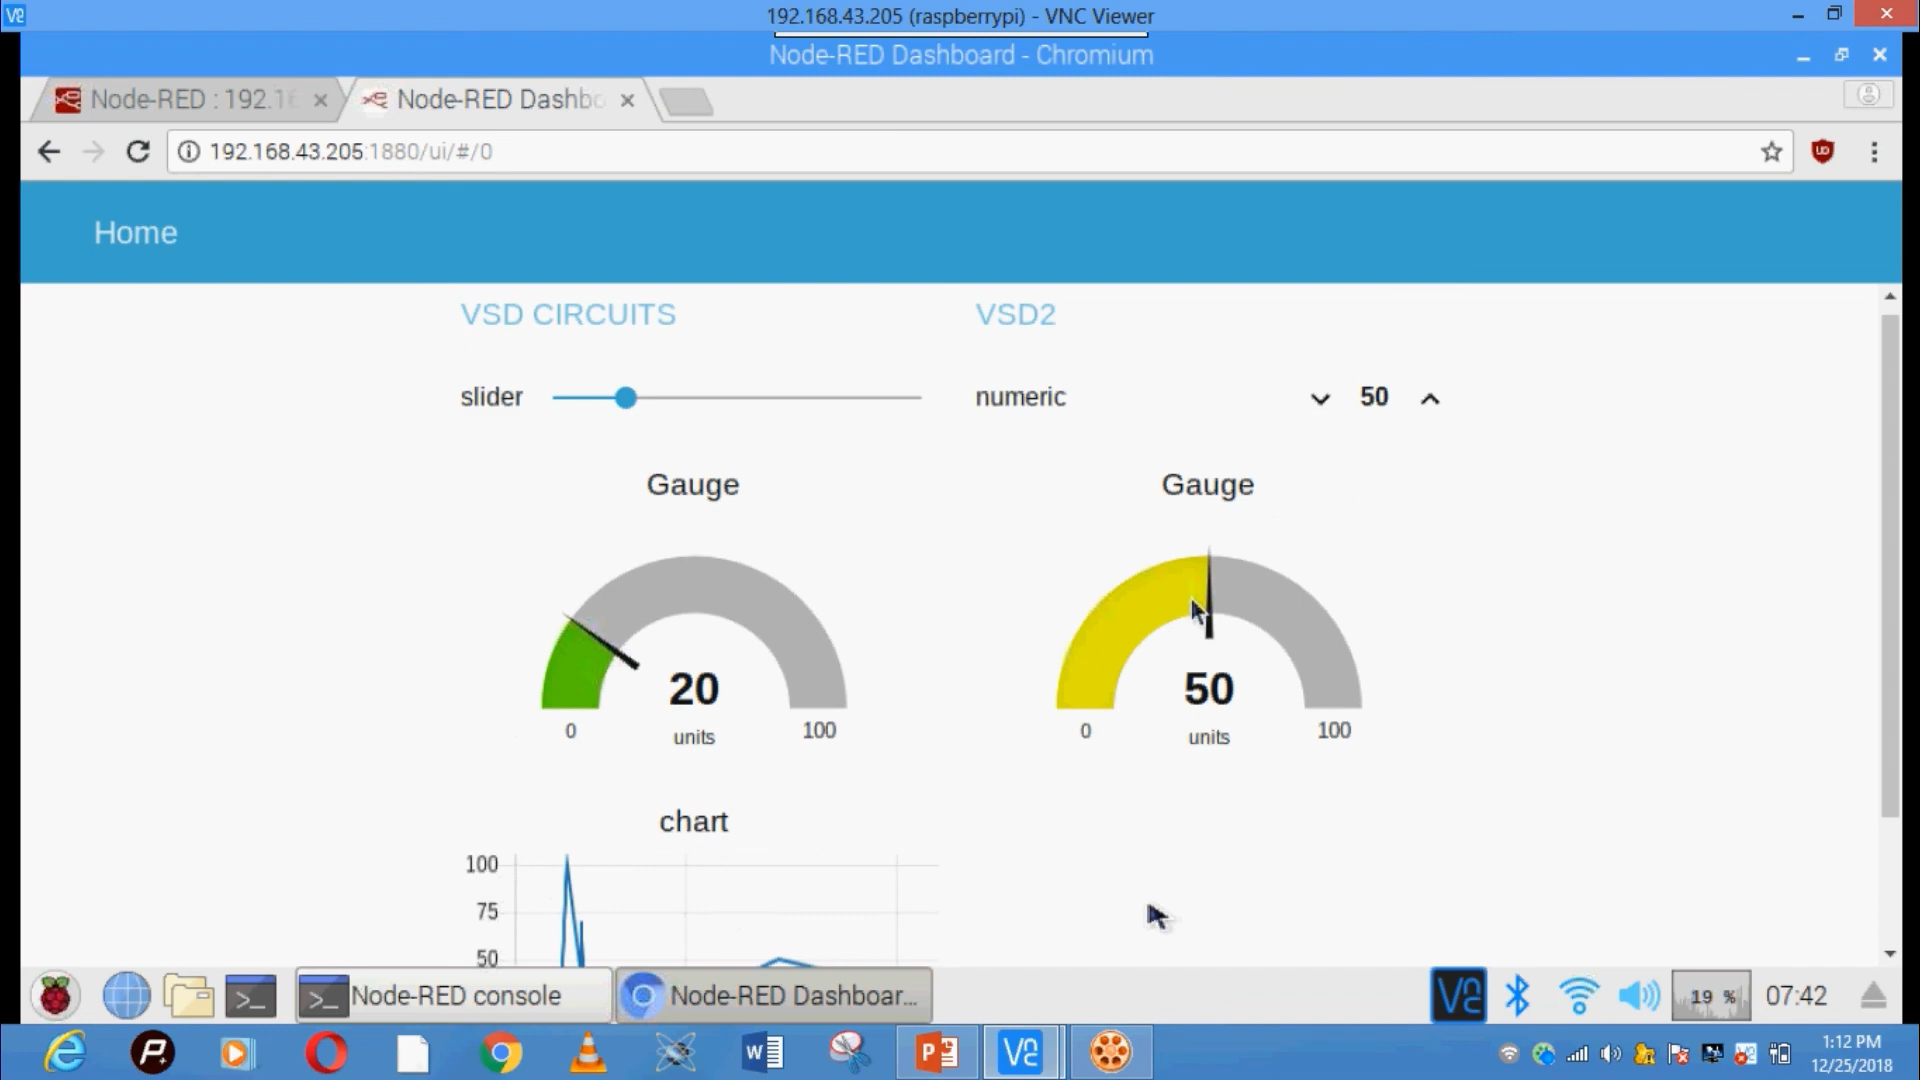 192.168.43.205 (raspberrypi) - VNC Viewer
Node-RED Dashboard - Chromium
Node-RED : 192.16
Node-RED Dashbo
192.168.43.205:1880/ui/#/0
Home
VSD CIRCUITS
VSD2
slider
numeric
50
Gauge
Gauge
20
units
0
100
50
units
0
100
chart
100
75
50
Node-RED console
Node-RED Dashboar...
19 %
07:42
1:12 PM
12/25/2018